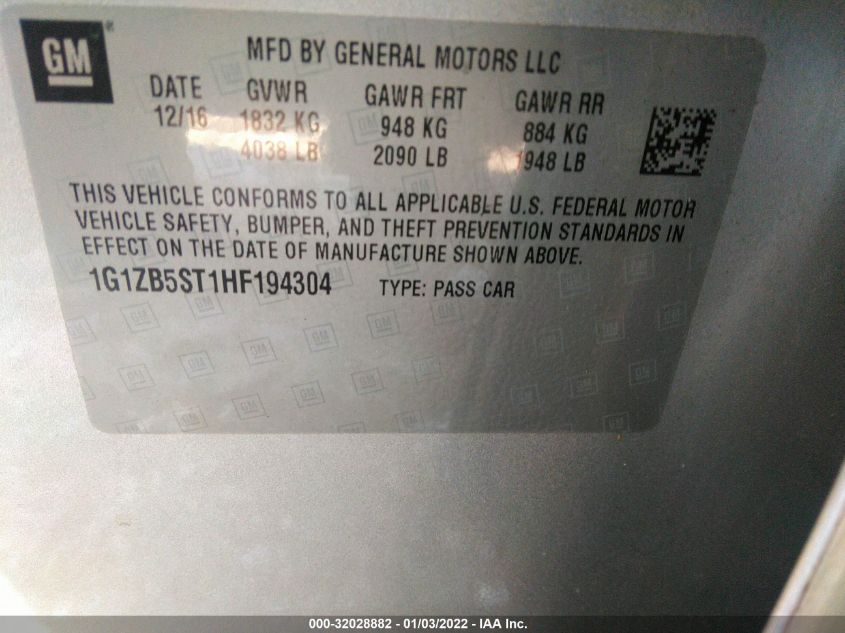 GM
MFD BY GENERAL MOTORS LLC
DATE GVWR GAWR FRT GAWR RR
12/16 1832 KG 948 KG 884 KG
4038 LB 2090 LB 1948 LB
THIS VEHICLE CONFORMS TO ALL APPLICABLE U.S. FEDERAL MOTOR
VEHICLE SAFETY, BUMPER, AND THEFT PREVENTION STANDARDS IN
EFFECT ON THE DATE OF MANUFACTURE SHOWN ABOVE.
1G1ZB5ST1HF194304 TYPE: PASS CAR
000-32028882 - 01/03/2022 - IAA Inc.